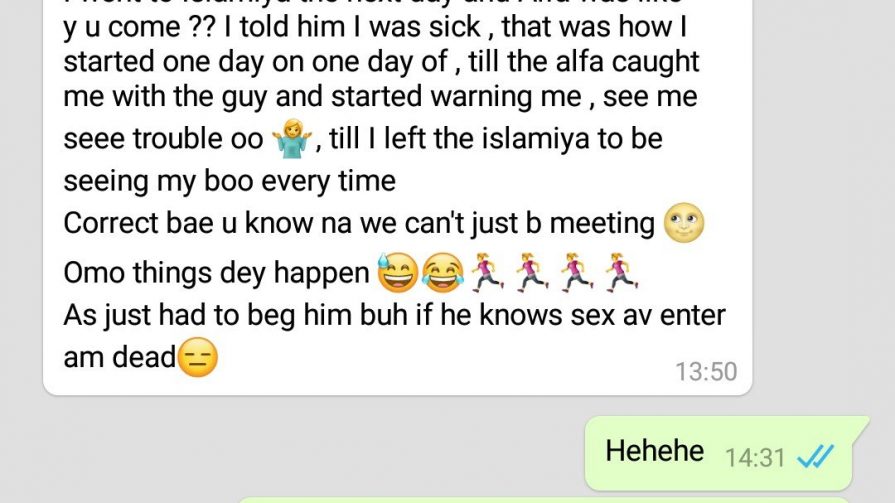 y u come ?? I told him I was sick , that was how I
started one day on one day of , till the alfa caught
me with the guy and started warning me , see me
seee trouble oo 🤷‍♀️ , till I left the islamiya to be
seeing my boo every time
Correct bae u know na we can't just b meeting 🌝
Omo things dey happen 😅😂🏃‍♀️🏃‍♀️🏃‍♀️🏃‍♀️
As just had to beg him buh if he knows sex av enter
am dead😑
13:50
Hehehe 14:31